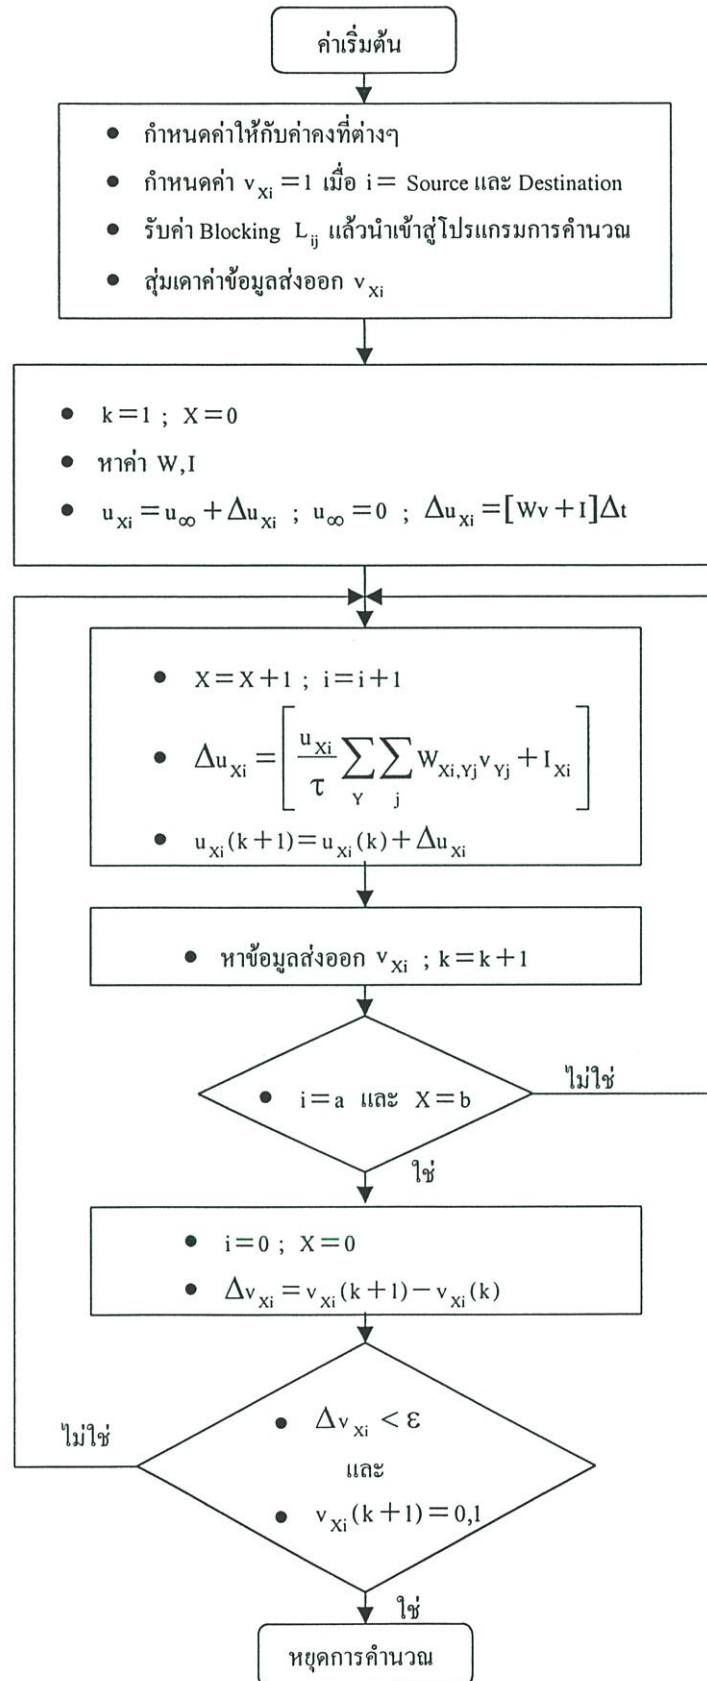 ค่าเริ่มต้น
● กำหนดค่าให้กับค่าคงที่ต่างๆ
● กำหนดค่า v_Xi = 1 เมื่อ i = Source และ Destination
● รับค่า Blocking L_ij แล้วนำเข้าสู่โปรแกรมการคำนวณ
● สุ่มเดาค่าข้อมูลส่งออก v_Xi
● k = 1 ; X = 0
● หาค่า W,I
● u_Xi = u_∞ + Δu_Xi ; u_∞ = 0 ; Δu_Xi = [Wv + I]Δt
● X = X + 1 ; i = i + 1
● Δu_Xi = [ u_Xi / τ Σ_Y Σ_j W_Xi,Yj v_Yj + I_Xi ]
● u_Xi(k + 1) = u_Xi(k) + Δu_Xi
● หาข้อมูลส่งออก v_Xi ; k = k + 1
● i = a และ X = b
ไม่ใช่
ใช่
● i = 0 ; X = 0
● Δv_Xi = v_Xi(k + 1) − v_Xi(k)
ไม่ใช่
● Δv_Xi < ε
และ
● v_Xi(k + 1) = 0,1
ใช่
หยุดการคำนวณ